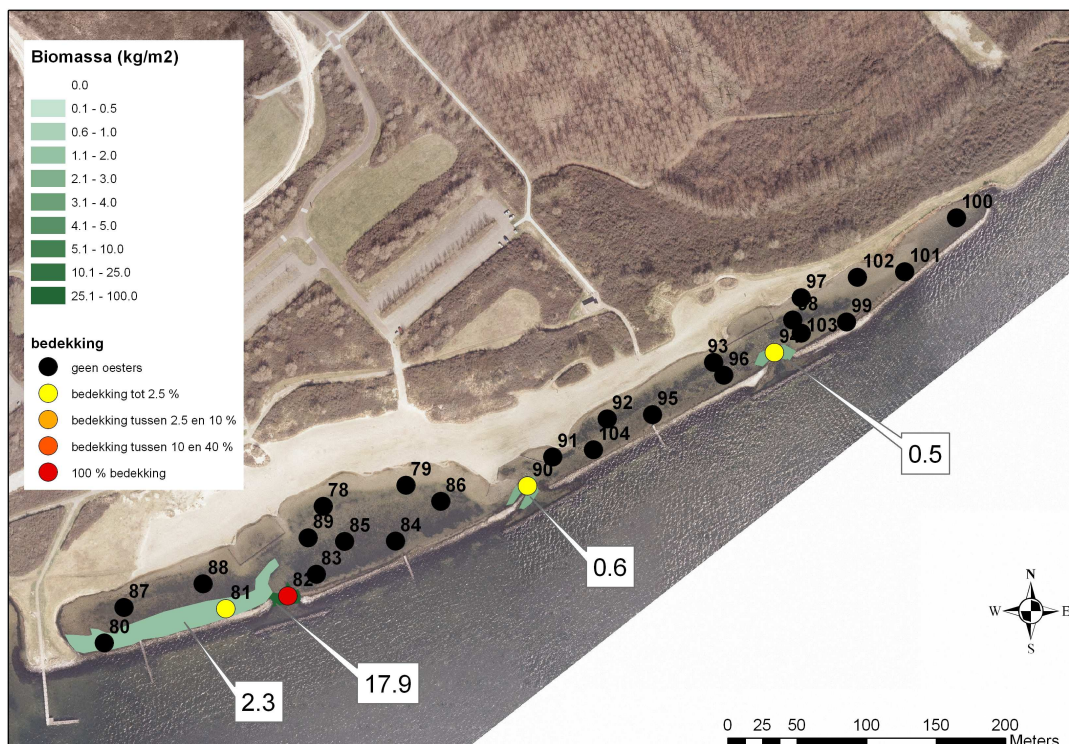 Biomassa (kg/m2)
0.0
0.1 - 0.5
0.6 - 1.0
1.1 - 2.0
2.1 - 3.0
3.1 - 4.0
4.1 - 5.0
5.1 - 10.0
10.1 - 25.0
25.1 - 100.0
bedekking
geen oesters
bedekking tot 2.5 %
bedekking tussen 2.5 en 10 %
bedekking tussen 10 en 40 %
100 % bedekking
100
101
102
97
98
99
103
94
93
96
95
92
104
91
90
79
86
78
89
85
84
83
82
88
81
87
80
0.5
0.6
17.9
2.3
N
W E
S
0 25 50 100 150 200
Meters